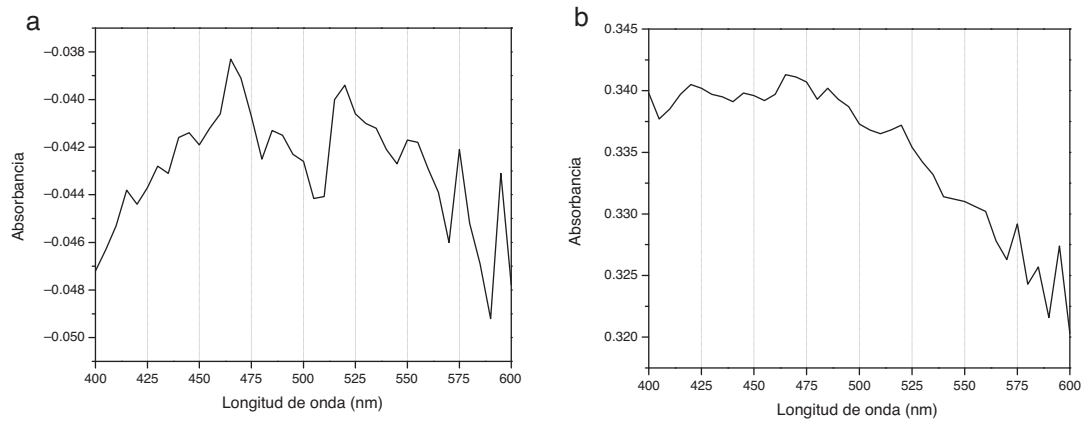 a
Absorbancia
–0.038
–0.040
–0.042
–0.044
–0.046
–0.048
–0.050
400 425 450 475 500 525 550 575 600
Longitud de onda (nm)
b
Absorbancia
0.345
0.340
0.335
0.330
0.325
0.320
400 425 450 475 500 525 550 575 600
Longitud de onda (nm)